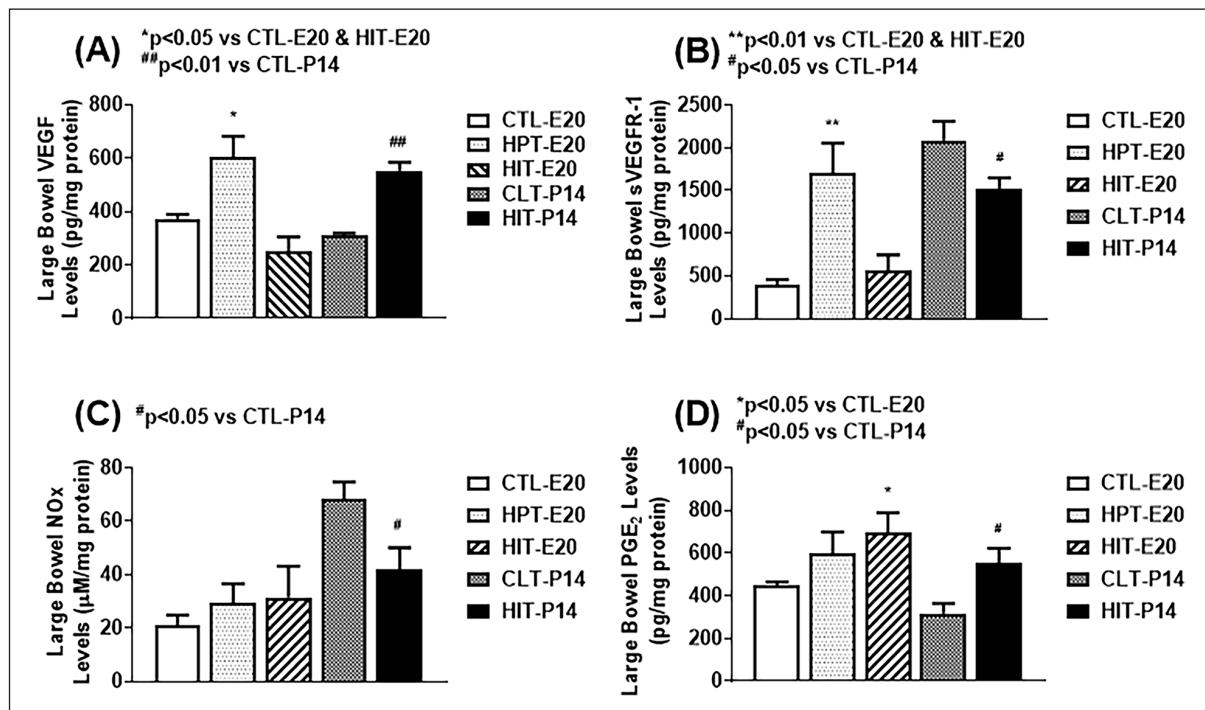 (A)
*p<0.05 vs CTL-E20 & HIT-E20
##p<0.01 vs CTL-P14
Large Bowel VEGF
Levels (pg/mg protein)
800
600
400
200
0
*
##
CTL-E20
HPT-E20
HIT-E20
CLT-P14
HIT-P14
(B)
**p<0.01 vs CTL-E20 & HIT-E20
#p<0.05 vs CTL-P14
Large Bowel sVEGFR-1
Levels (pg/mg protein)
2500
2000
1500
1000
500
0
**
#
CTL-E20
HPT-E20
HIT-E20
CLT-P14
HIT-P14
(C)
#p<0.05 vs CTL-P14
Large Bowel NOx
Levels (µM/mg protein)
80
60
40
20
0
#
CTL-E20
HPT-E20
HIT-E20
CLT-P14
HIT-P14
(D)
*p<0.05 vs CTL-E20
#p<0.05 vs CTL-P14
Large Bowel PGE₂ Levels
(pg/mg protein)
1000
800
600
400
200
0
*
#
CTL-E20
HPT-E20
HIT-E20
CLT-P14
HIT-P14